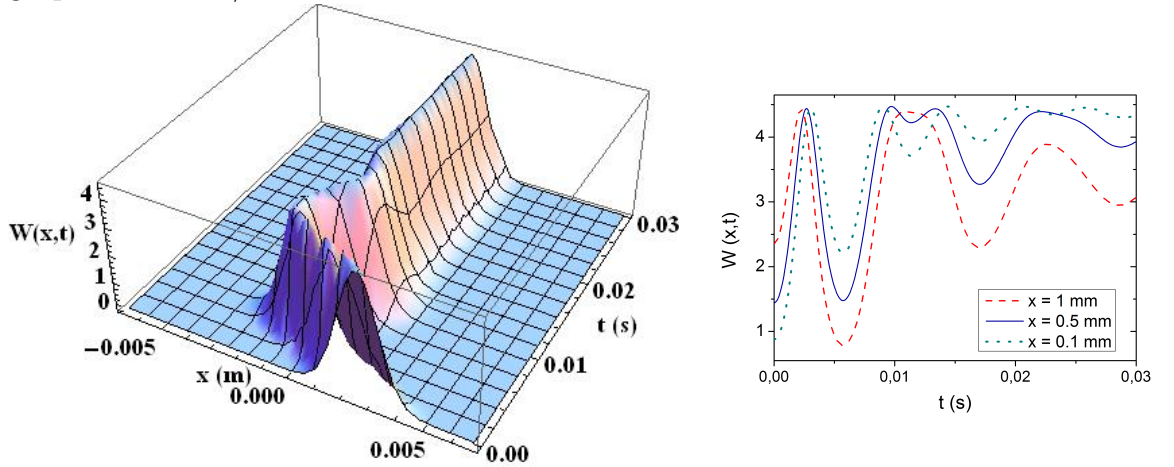 4
3
2
1
0
W(x,t)
−0.005
x (m)
0.000
0.005
0.03
0.02
t (s)
0.01
0.00
W (x,t)
4
3
2
1
x = 1 mm
x = 0.5 mm
x = 0.1 mm
0,00
0,01
0,02
0,03
t (s)